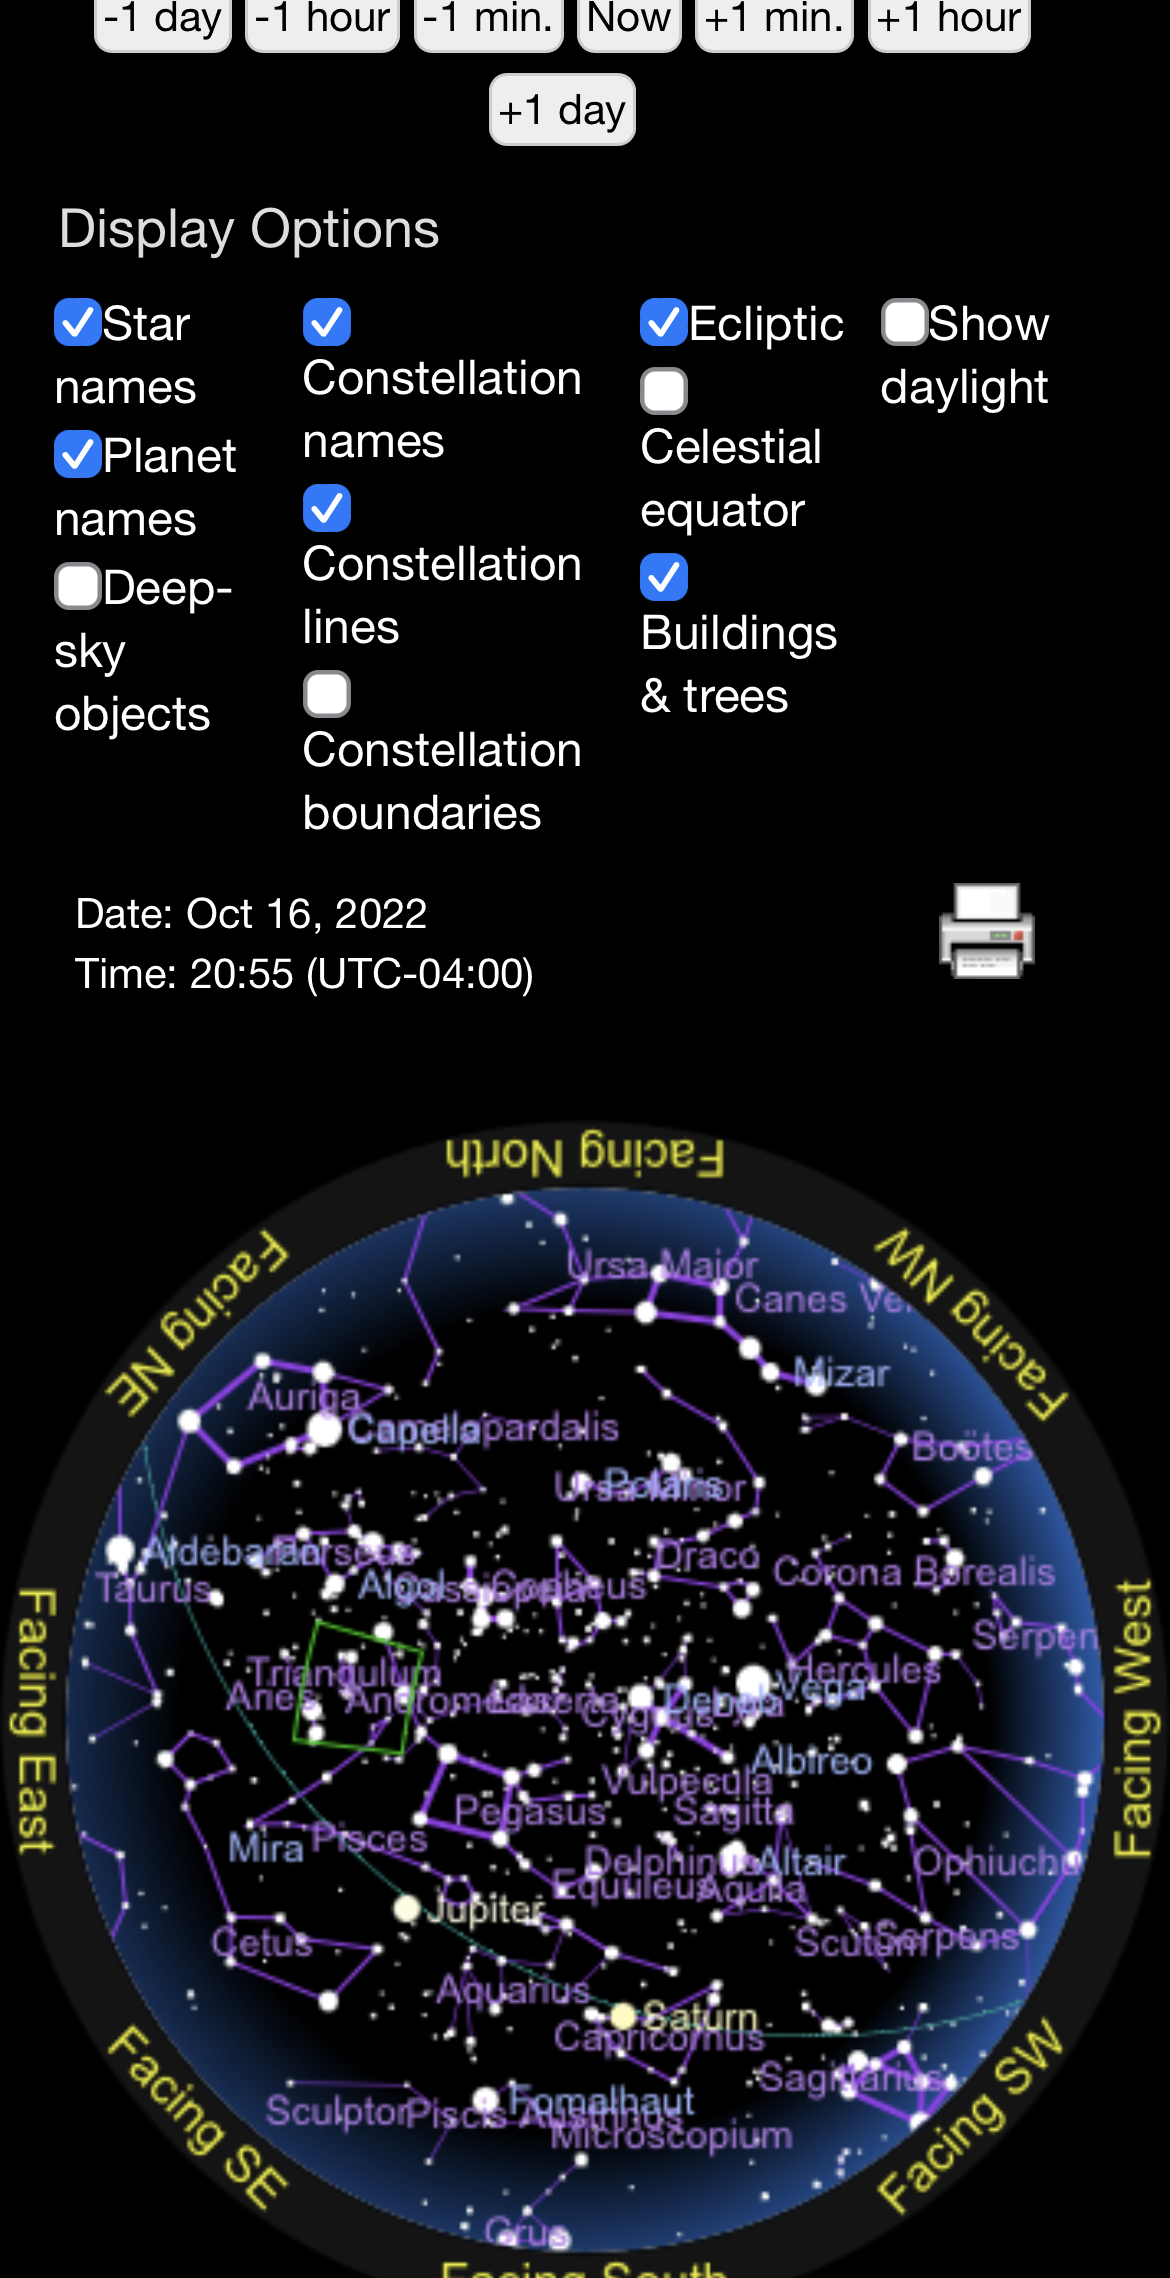 -1 day -1 hour -1 min. Now +1 min. +1 hour
+1 day
Display Options
Star names
Planet names
Deep-sky objects
Constellation names
Constellation lines
Constellation boundaries
Ecliptic
Celestial equator
Buildings & trees
Show daylight
Date: Oct 16, 2022
Time: 20:55 (UTC-04:00)
Facing North
Facing NE
Facing NW
Ursa Major
Canes Ve
Mizar
Auriga
Capella
Boötes
Polaris
Ursa Minor
Aldebaran
Perseus
Draco
Corona Borealis
Taurus
Algol
Cepheus
Facing East
Facing West
Serpen
Triangulum
Hercules
Aries
Andromeda
Lacerta
Deneb
Vega
Cygnus
Albireo
Vulpecula
Pegasus
Sagitta
Mira
Pisces
Delphinus
Altair
Ophiuchu
Equuleus
Aquila
Jupiter
Cetus
Scutum
Serpens
Aquarius
Saturn
Capricornus
Sagittarius
Fomalhaut
Sculptor
Piscis Austrinus
Microscopium
Facing SE
Facing SW
Grus
Facing South